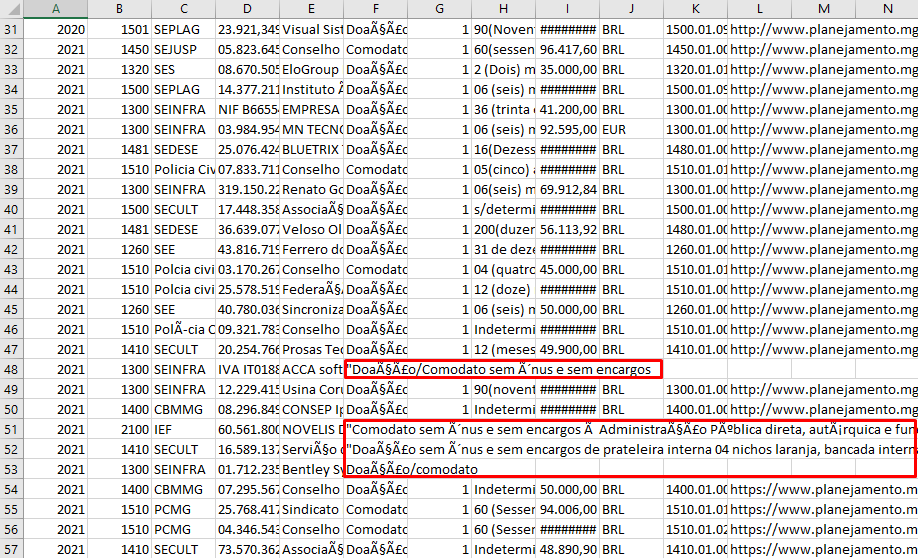 A B C D E F G H I J K L M N
31 2020 1501 SEPLAG 23.921,349 Visual Sist DoaÃ§Ã£o 1 90(Novent ######## BRL 1500.01.09 http://www.planejamento.mg
32 2021 1450 SEJUSP 05.823.645 Conselho Comodato 1 60(sessen 96.417,60 BRL 1450.01.00 http://www.planejamento.mg
33 2021 1320 SES 08.670.505 EloGroup DoaÃ§Ã£o 1 2 (Dois) m 35.000,00 BRL 1320.01.01 http://www.planejamento.mg
34 2021 1500 SEPLAG 14.377.211 Instituto Ã DoaÃ§Ã£o 1 06 (seis) m ######## BRL 1500.01.09 http://www.planejamento.mg
35 2021 1300 SEINFRA NIF B66554 EMPRESA DoaÃ§Ã£o 1 36 (trinta e 41.200,00 BRL 1300.01.00 http://www.planejamento.mg
36 2021 1300 SEINFRA 03.984.954 MN TECNO DoaÃ§Ã£o 1 06 (seis) m 92.595,00 EUR 1300.01.00 http://www.planejamento.mg
37 2021 1481 SEDESE 25.076.424 BLUETRIX DoaÃ§Ã£o 1 16(Dezess ######## BRL 1480.01.00 http://www.planejamento.mg
38 2021 1510 Policia Civ 07.833.711 Conselho Comodato 1 05(cinco) a ######## BRL 1510.01.01 http://www.planejamento.mg
39 2021 1300 SEINFRA 319.150.22 Renato Go DoaÃ§Ã£o 1 06(seis) m 69.912,84 BRL 1300.01.00 http://www.planejamento.mg
40 2021 1500 SECULT 17.448.358 AssociaÃ§ DoaÃ§Ã£o 1 s/determi ######## BRL 1500.01.00 http://www.planejamento.mg
41 2021 1481 SEDESE 36.639.077 Veloso Ol DoaÃ§Ã£o 1 200(duzen 56.113,92 BRL 1480.01.00 http://www.planejamento.mg
42 2021 1260 SEE 43.816.719 Ferrero do DoaÃ§Ã£o 1 31 de deze ######## BRL 1260.01.00 http://www.planejamento.mg
43 2021 1510 Polcia civi 03.170.267 Conselho Comodato 1 04 (quatro 45.000,00 BRL 1510.01.01 http://www.planejamento.mg
44 2021 1510 Polcia civi 25.578.519 FederaÃ§Ã DoaÃ§Ã£o 1 12 (doze) ######## BRL 1510.01.01 http://www.planejamento.mg
45 2021 1260 SEE 40.780.036 Sincroniza DoaÃ§Ã£o 1 06 (seis) m 50.000,00 BRL 1260.01.00 http://www.planejamento.mg
46 2021 1510 PolÃ­cia C 09.321.783 Conselho DoaÃ§Ã£o 1 Indetermi ######## BRL 1510.01.00 http://www.planejamento.mg
47 2021 1410 SECULT 20.254.766 Prosas Tec DoaÃ§Ã£o 1 12 (meses 49.900,00 BRL 1410.01.00 http://www.planejamento.mg
48 2021 1300 SEINFRA IVA IT0188 ACCA soft "DoaÃ§Ã£o/Comodato sem Ã´nus e sem encargos
49 2021 1300 SEINFRA 12.229.415 Usina Coru DoaÃ§Ã£o 1 90(novent ######## BRL 1300.01.00 http://www.planejamento.mg
50 2021 1400 CBMMG 08.296.849 CONSEP Ip DoaÃ§Ã£o 1 Indetermi ######## BRL 1400.01.00 http://www.planejamento.mg
51 2021 2100 IEF 60.561.800 NOVELIS D "Comodato sem Ã´nus e sem encargos Ã  AdministraÃ§Ã£o PÃºblica direta, autÃ¡rquica e fun
52 2021 1410 SECULT 16.589.137 ServiÃ§o d "DoaÃ§Ã£o sem Ã´nus e sem encargos de prateleira interna 04 nichos laranja, bancada intern
53 2021 1300 SEINFRA 01.712.235 Bentley Sy DoaÃ§Ã£o/comodato
54 2021 1400 CBMMG 07.295.567 Conselho DoaÃ§Ã£o 1 Indetermi 50.000,00 BRL 1400.01.00 https://www.planejamento.m
55 2021 1510 PCMG 25.768.417 Sindicato Comodato 1 60 (Sesser 94.006,00 BRL 1510.01.01 https://www.planejamento.m
56 2021 1510 PCMG 04.346.543 Conselho Comodato 1 60 (Sesser ######## BRL 1510.01.02 https://www.planejamento.m
57 2021 1410 SECULT 73.570.362 AssociaÃ§ DoaÃ§Ã£o 1 Indetermi 48.890,90 BRL 1410.01.00 https://www.planejamento.m